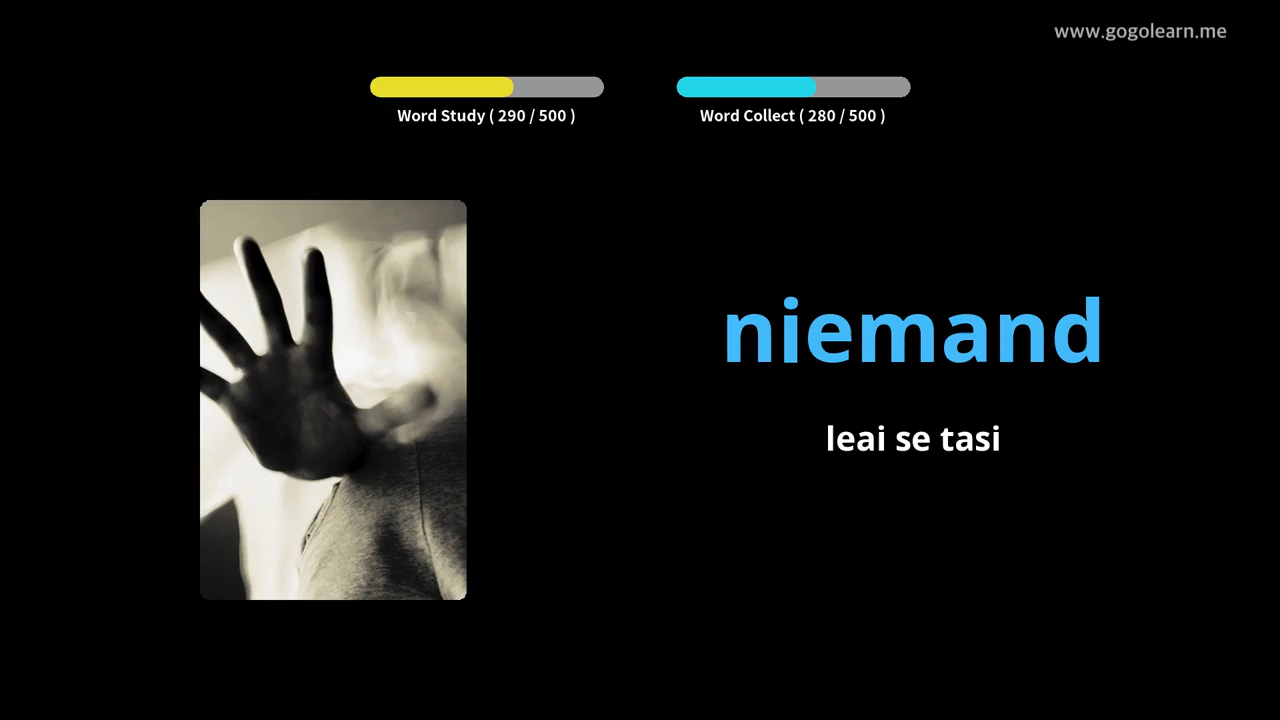 www.gogolearn.me
Word Study ( 290 / 500 )
Word Collect ( 280 / 500 )
niemand
leai se tasi